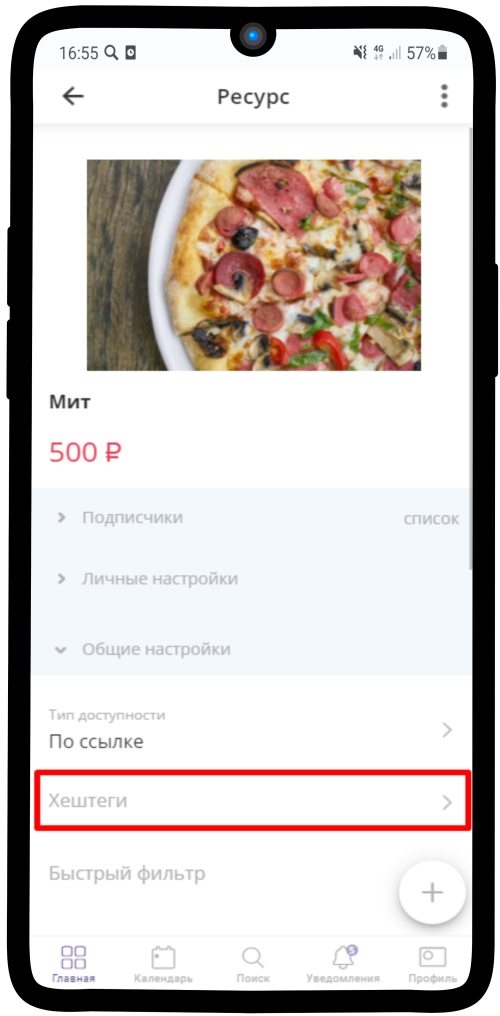 16:55 4G 57%
Ресурс
Мит
500 ₽
Подписчики список
Личные настройки
Общие настройки
Тип доступности
По ссылке
Хештеги
Быстрый фильтр
+
5
Главная Календарь Поиск Уведомления Профиль